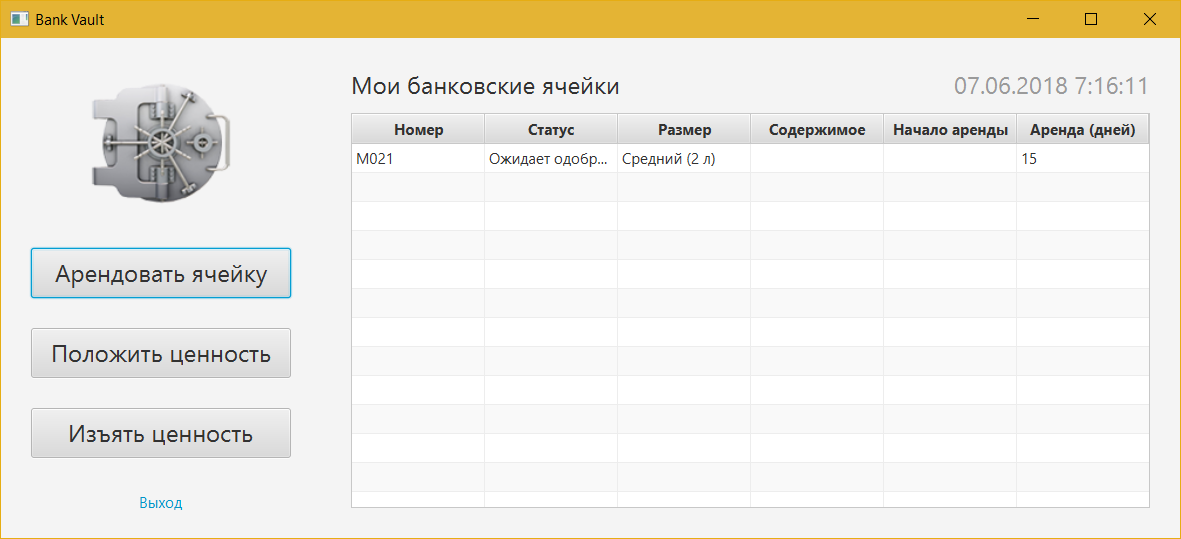 Bank Vault
Мои банковские ячейки
07.06.2018 7:16:11
Номер Статус Размер Содержимое Начало аренды Аренда (дней)
M021 Ожидает одобр... Средний (2 л) 15
Арендовать ячейку
Положить ценность
Изъять ценность
Выход